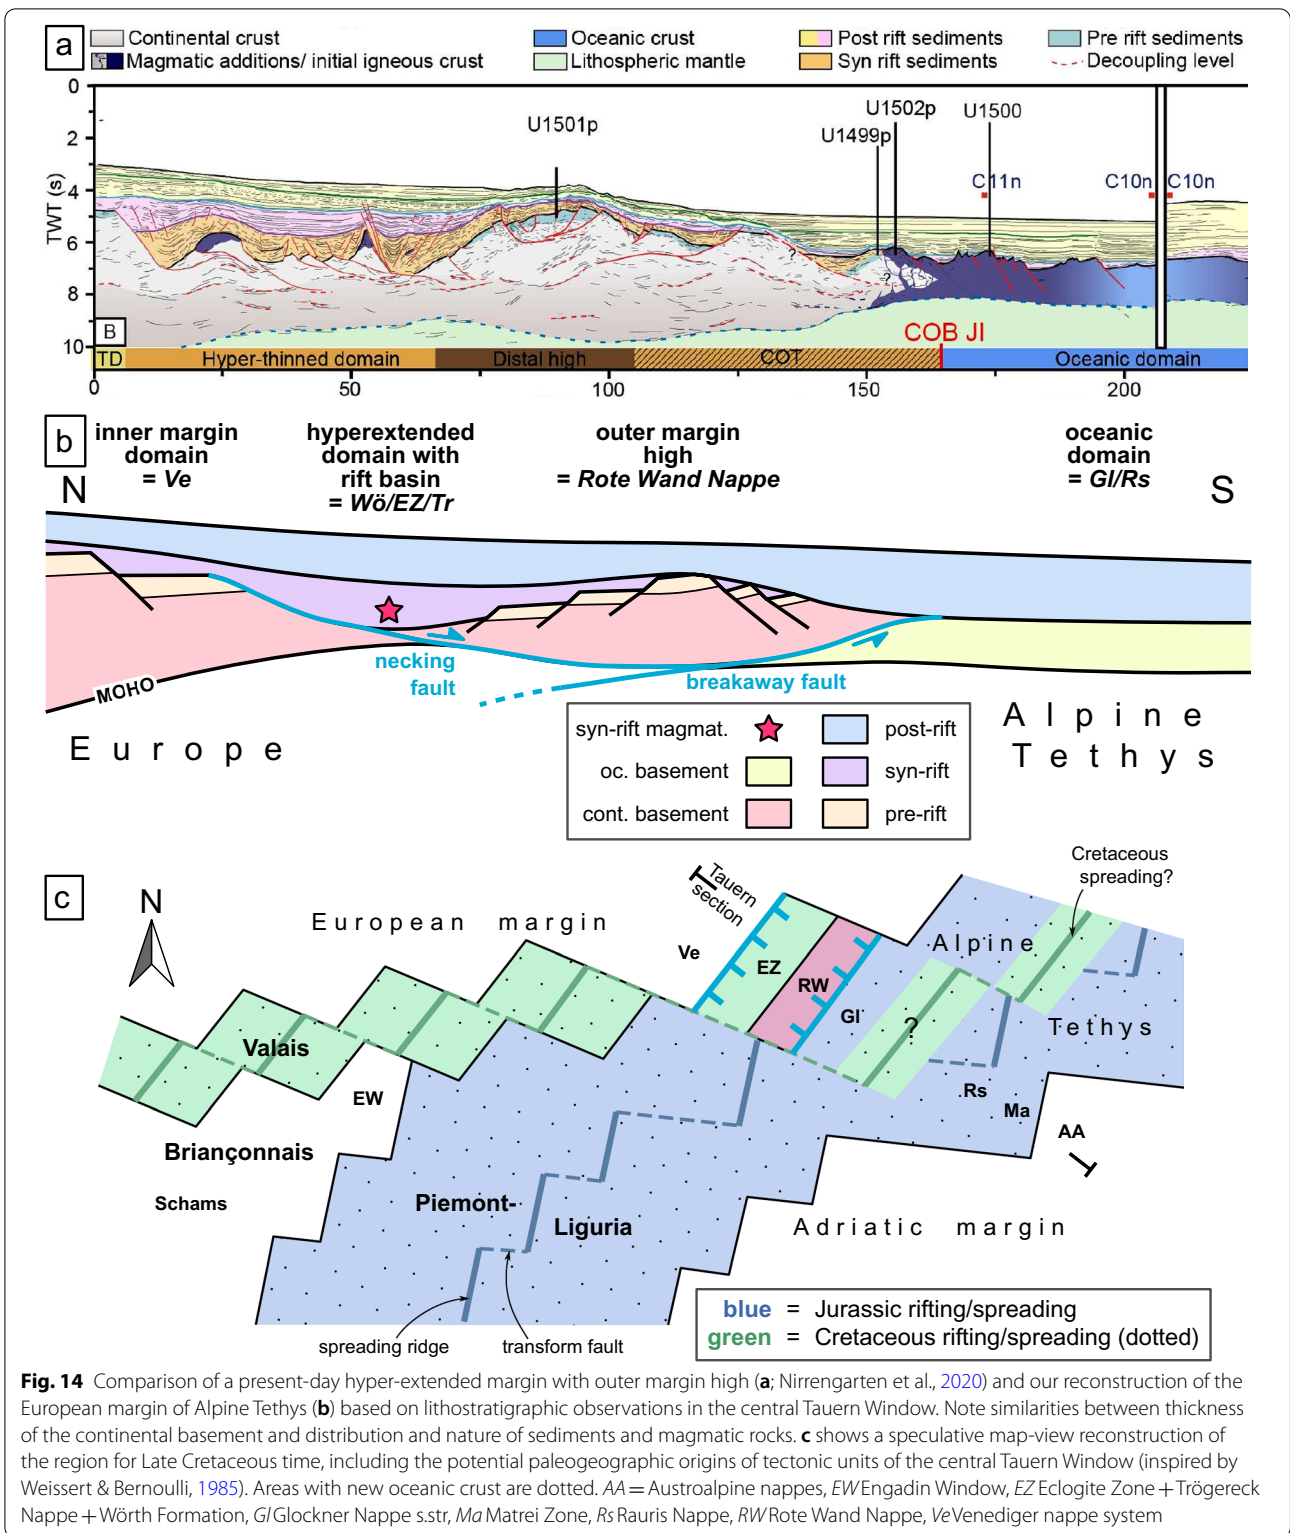 a
Continental crust
Oceanic crust
Post rift sediments
Pre rift sediments
Magmatic additions/ initial igneous crust
Lithospheric mantle
Syn rift sediments
Decoupling level
0
2
4
6
8
10
TWT (s)
U1501p
U1499p
U1502p
U1500
C11n
C10n
C10n
?
?
COB JI
B
TD
Hyper-thinned domain
Distal high
COT
Oceanic domain
0
50
100
150
200
b
inner margin
domain
= Ve
hyperextended
domain with
rift basin
= Wö/EZ/Tr
outer margin
high
= Rote Wand Nappe
oceanic
domain
= Gl/Rs
N
S
necking
fault
breakaway fault
MOHO
Europe
Alpine
Tethys
syn-rift magmat.
post-rift
oc. basement
syn-rift
cont. basement
pre-rift
c
N
European margin
Tauern
section
Cretaceous
spreading?
Ve
EZ
RW
Gl
Alpine
Tethys
?
Valais
EW
Rs
Ma
AA
Briançonnais
Schams
Piemont-
Liguria
Adriatic margin
spreading ridge
transform fault
blue = Jurassic rifting/spreading
green = Cretaceous rifting/spreading (dotted)
Fig. 14 Comparison of a present-day hyper-extended margin with outer margin high (a; Nirrengarten et al., 2020) and our reconstruction of the
European margin of Alpine Tethys (b) based on lithostratigraphic observations in the central Tauern Window. Note similarities between thickness
of the continental basement and distribution and nature of sediments and magmatic rocks. c shows a speculative map-view reconstruction of
the region for Late Cretaceous time, including the potential paleogeographic origins of tectonic units of the central Tauern Window (inspired by
Weissert & Bernoulli, 1985). Areas with new oceanic crust are dotted. AA = Austroalpine nappes, EW Engadin Window, EZ Eclogite Zone + Trögereck
Nappe + Wörth Formation, Gl Glockner Nappe s.str, Ma Matrei Zone, Rs Rauris Nappe, RW Rote Wand Nappe, Ve Venediger nappe system